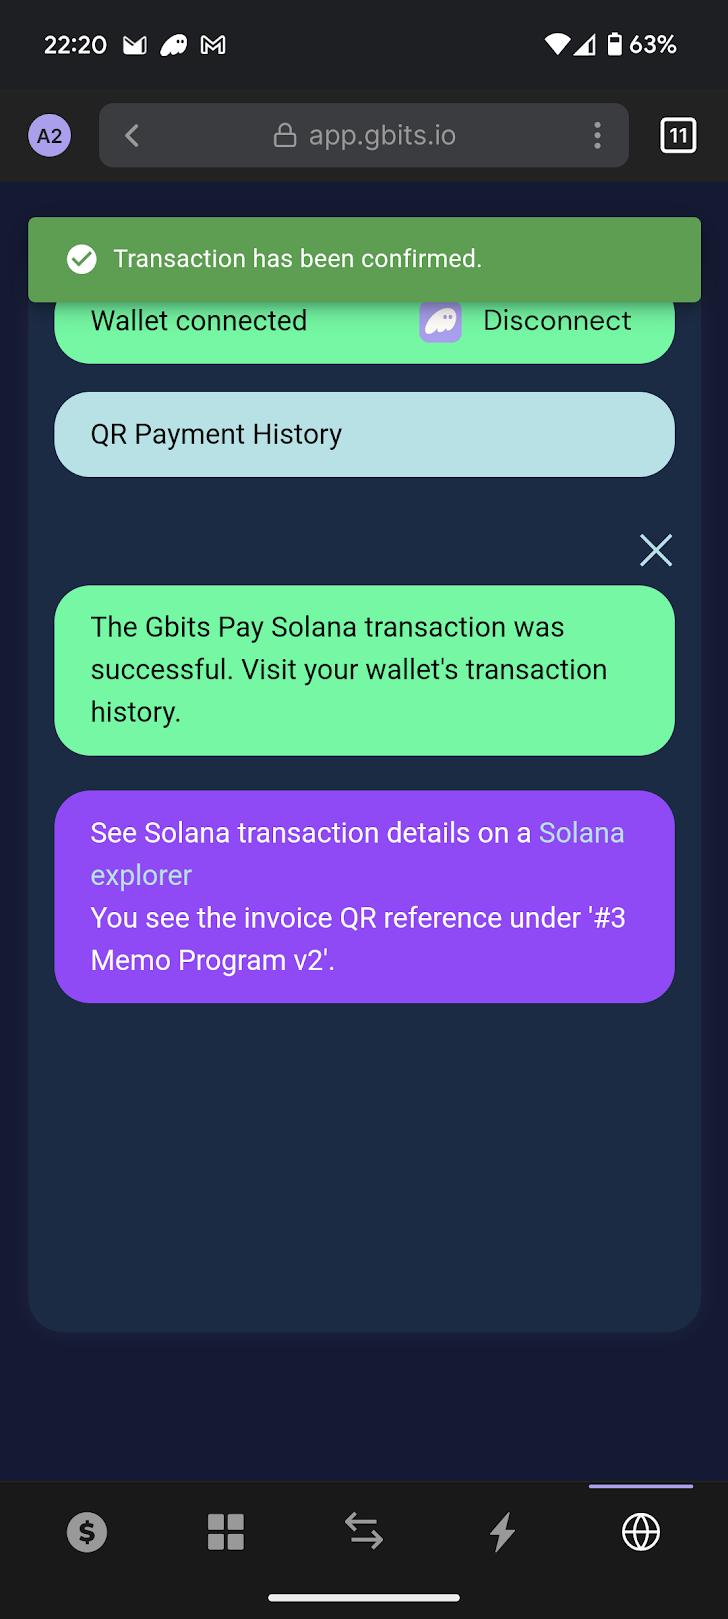 22:20 63%
A2 app.gbits.io 11
Transaction has been confirmed.
Wallet connected Disconnect
QR Payment History
The Gbits Pay Solana transaction was
successful. Visit your wallet's transaction
history.
See Solana transaction details on a Solana
explorer
You see the invoice QR reference under '#3
Memo Program v2'.